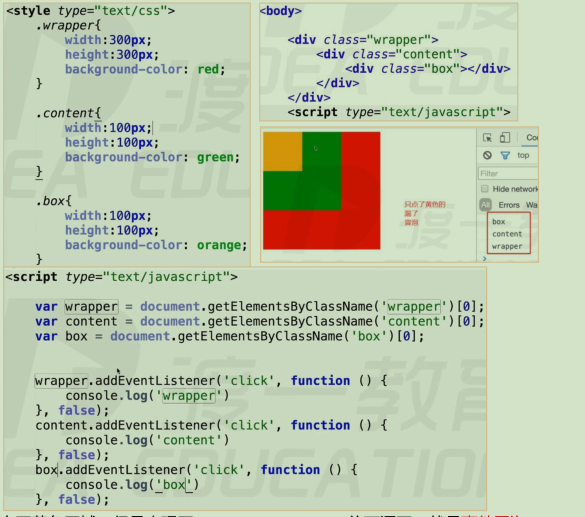 <style type="text/css">
.wrapper{
width:300px;
height:300px;
background-color: red;
}
.content{
width:100px;
height:100px;
background-color: green;
}
.box{
width:100px;
height:100px;
background-color: orange;
}
<body>
<div class="wrapper">
<div class="content">
<div class="box"></div>
</div>
</div>
<script type="text/javascript">
只点了黄色的
top
Filter
Hide network
All Errors
box
content
wrapper
<script type="text/javascript">
var wrapper = document.getElementsByClassName('wrapper')[0];
var content = document.getElementsByClassName('content')[0];
var box = document.getElementsByClassName('box')[0];
wrapper.addEventListener('click', function () {
console.log('wrapper')
}, false);
content.addEventListener('click', function () {
console.log('content')
}, false);
box.addEventListener('click', function () {
console.log('box')
}, false);